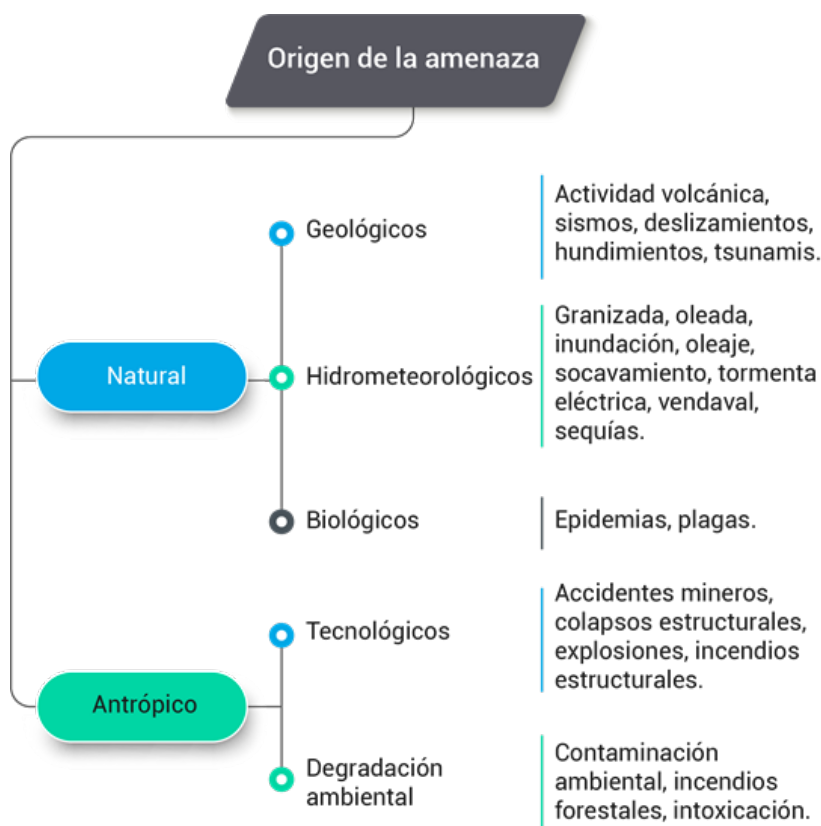 Origen de la amenaza
Natural
Geológicos
Actividad volcánica,
sismos, deslizamientos,
hundimientos, tsunamis.
Hidrometeorológicos
Granizada, oleada,
inundación, oleaje,
socavamiento, tormenta
eléctrica, vendaval,
sequías.
Biológicos
Epidemias, plagas.
Antrópico
Tecnológicos
Accidentes mineros,
colapsos estructurales,
explosiones, incendios
estructurales.
Degradación
ambiental
Contaminación
ambiental, incendios
forestales, intoxicación.